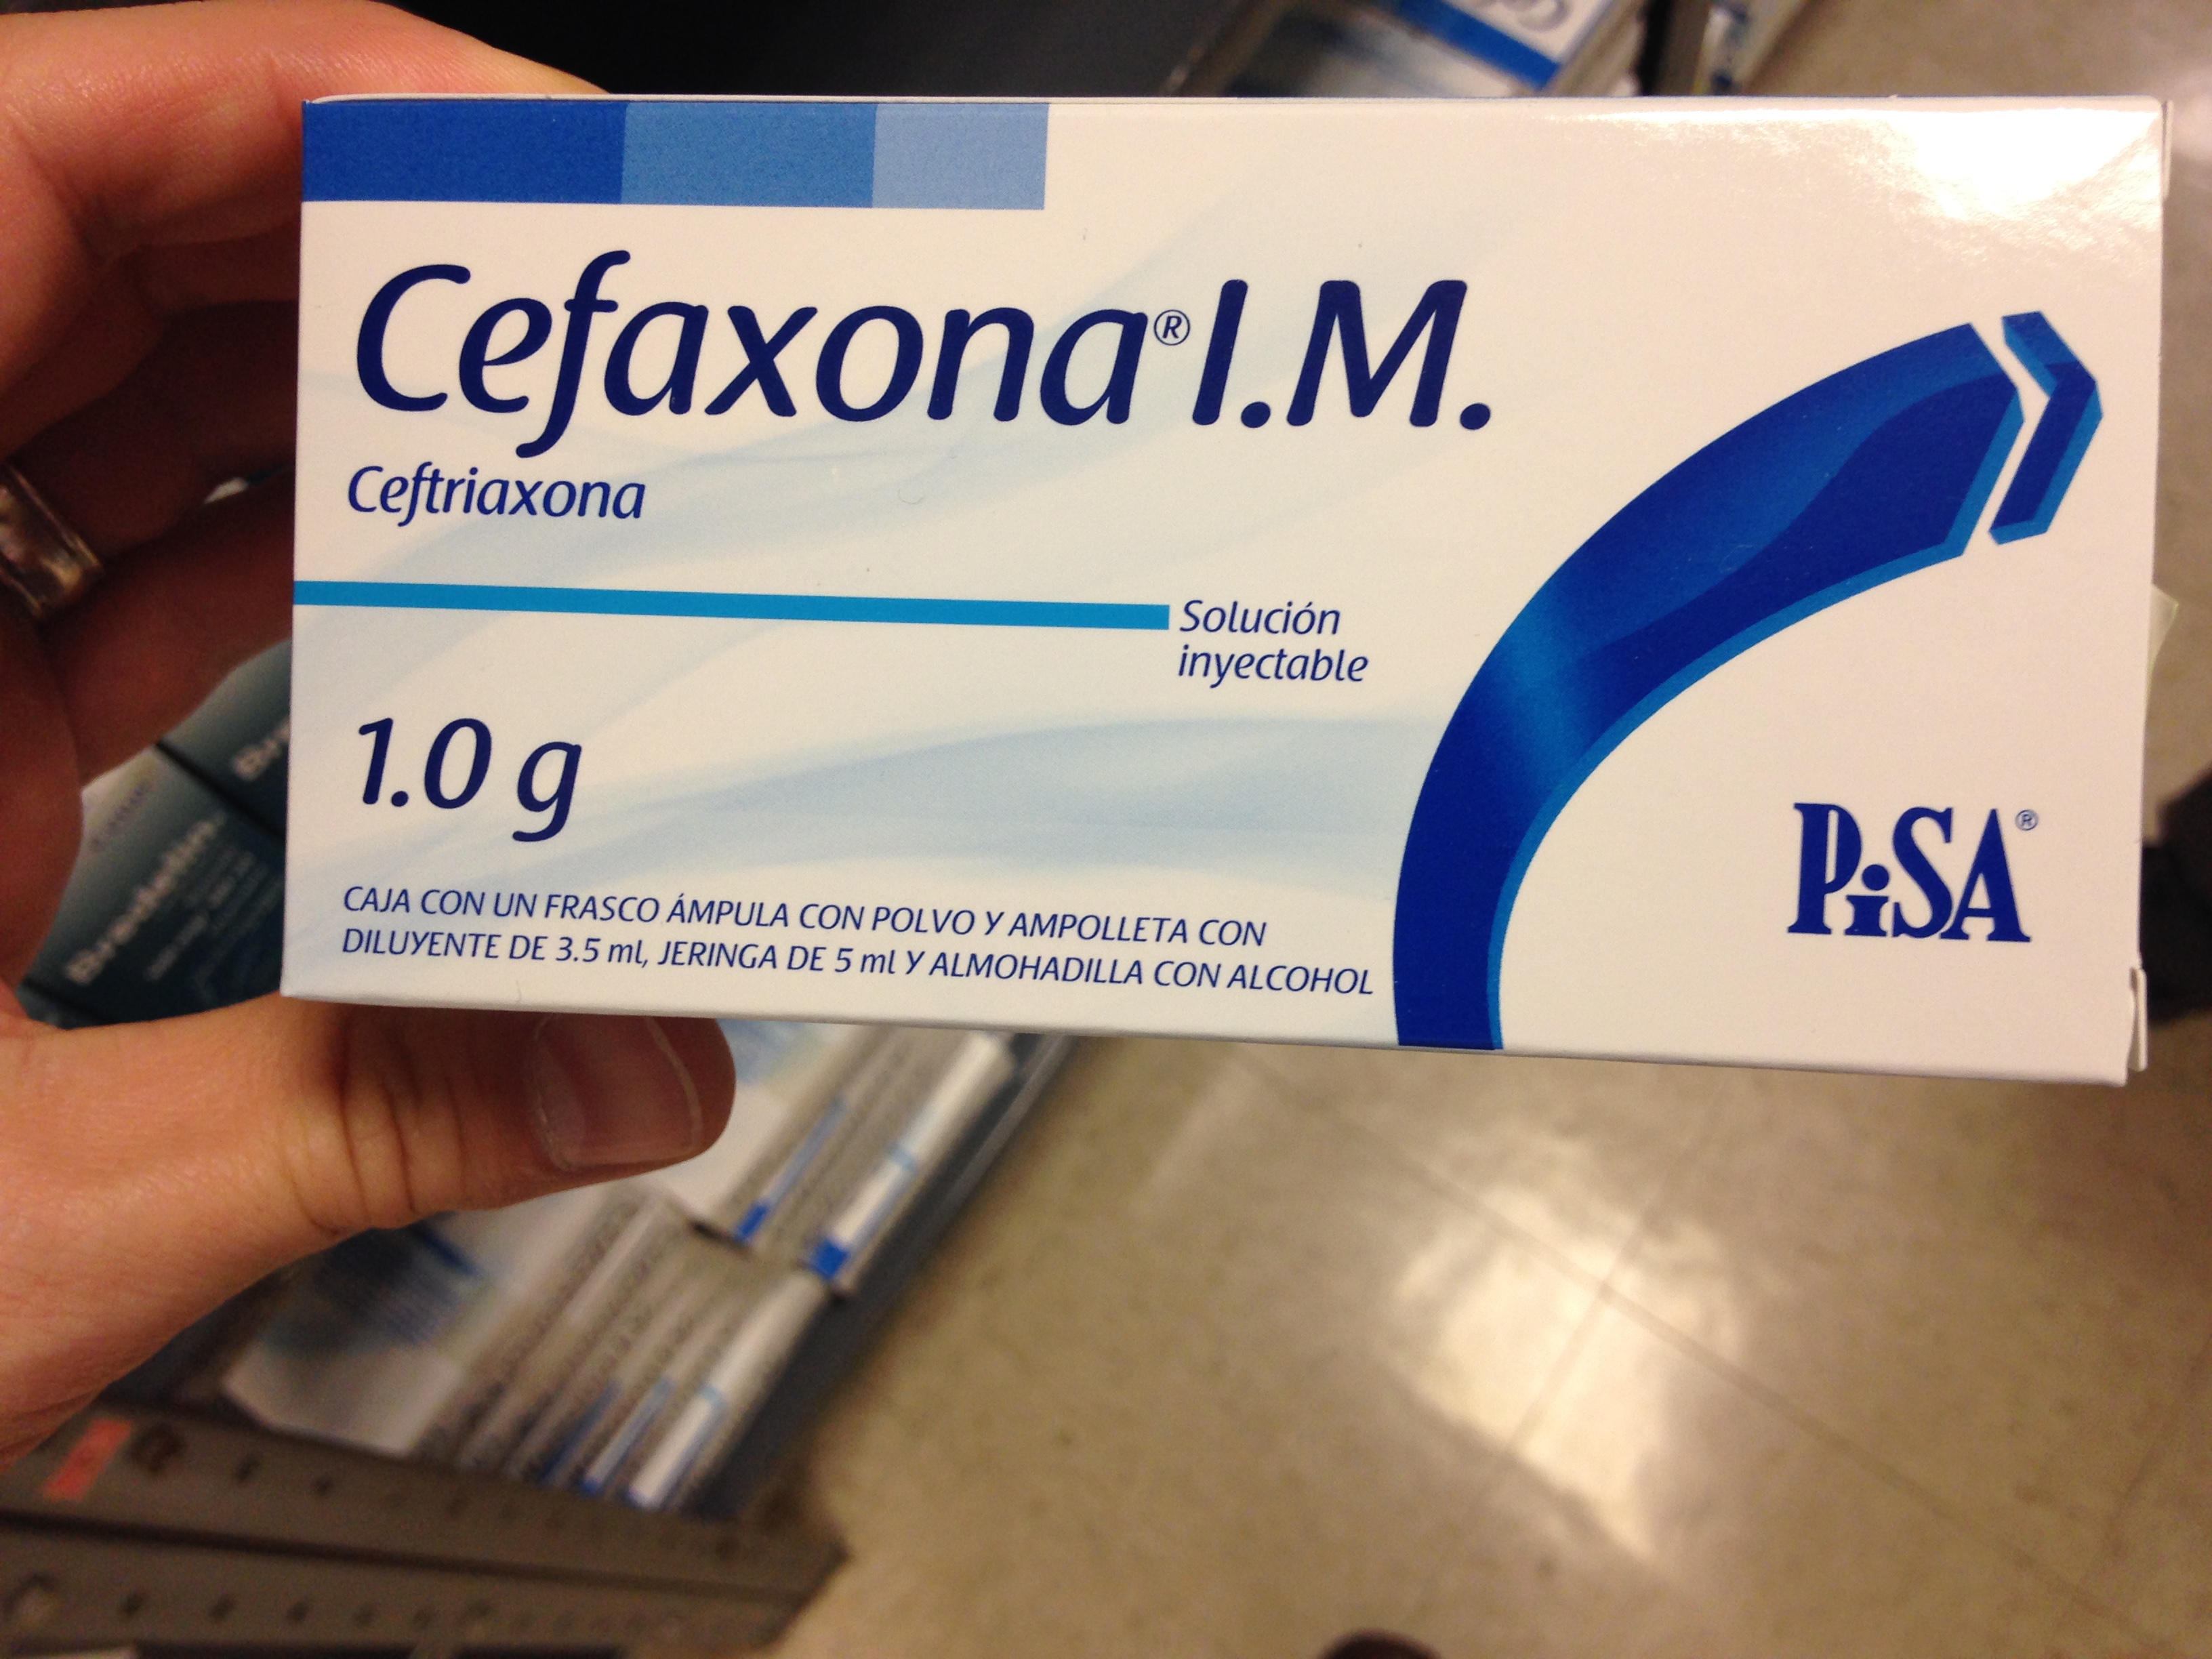 Cefaxona® I.M.
Ceftriaxona
Solución
inyectable
1.0 g
CAJA CON UN FRASCO ÁMPULA CON POLVO Y AMPOLLETA CON
DILUYENTE DE 3.5 ml, JERINGA DE 5 ml Y ALMOHADILLA CON ALCOHOL
PiSA®